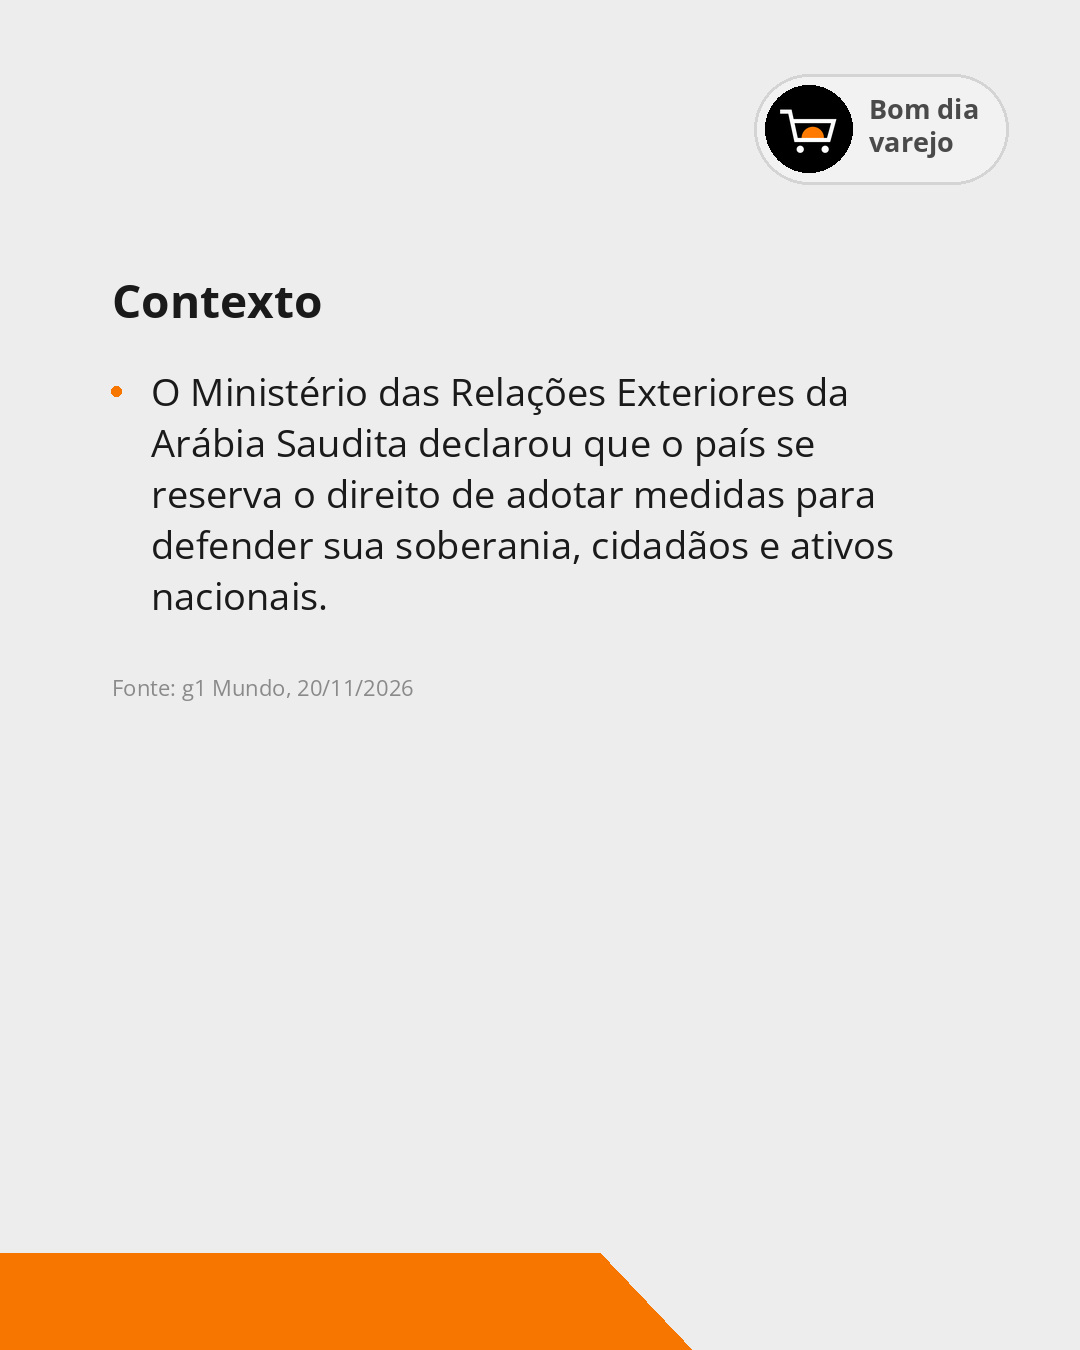 Bom dia
varejo
Contexto
O Ministério das Relações Exteriores da
Arábia Saudita declarou que o país se
reserva o direito de adotar medidas para
defender sua soberania, cidadãos e ativos
nacionais.
Fonte: g1 Mundo, 20/11/2026